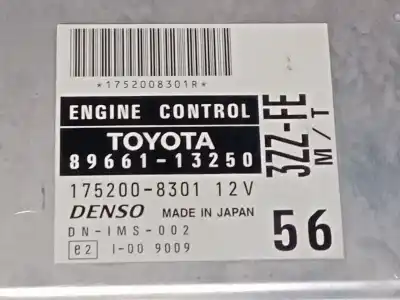 *1752008301R*
ENGINE CONTROL
TOYOTA
89661-13250
3ZZ-FE
M/T
175200-8301 12V
DENSO MADE IN JAPAN
DN-IMS-002
56
e2 I-00 9009